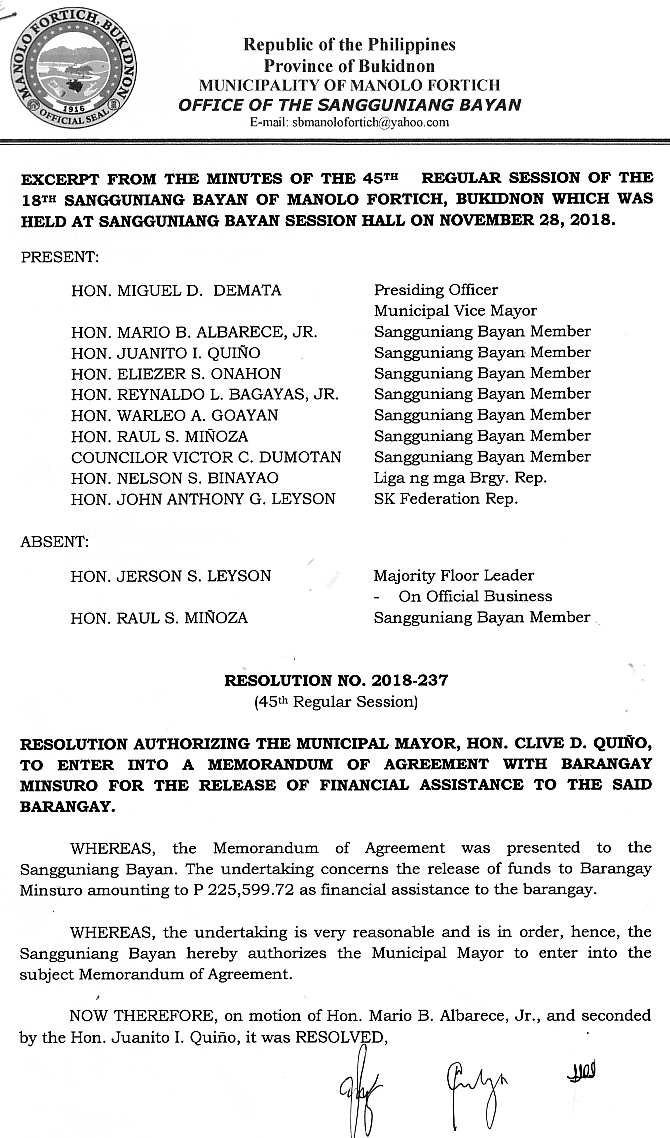 MANOLO FORTICH, BUKIDNON
1916
OFFICIAL SEAL
Republic of the Philippines
Province of Bukidnon
MUNICIPALITY OF MANOLO FORTICH
OFFICE OF THE SANGGUNIANG BAYAN
E-mail: sbmanolofortich@yahoo.com
EXCERPT FROM THE MINUTES OF THE 45TH REGULAR SESSION OF THE
18TH SANGGUNIANG BAYAN OF MANOLO FORTICH, BUKIDNON WHICH WAS
HELD AT SANGGUNIANG BAYAN SESSION HALL ON NOVEMBER 28, 2018.
PRESENT:
HON. MIGUEL D. DEMATA Presiding Officer
Municipal Vice Mayor
HON. MARIO B. ALBARECE, JR. Sangguniang Bayan Member
HON. JUANITO I. QUIÑO Sangguniang Bayan Member
HON. ELIEZER S. ONAHON Sangguniang Bayan Member
HON. REYNALDO L. BAGAYAS, JR. Sangguniang Bayan Member
HON. WARLEO A. GOAYAN Sangguniang Bayan Member
HON. RAUL S. MIÑOZA Sangguniang Bayan Member
COUNCILOR VICTOR C. DUMOTAN Sangguniang Bayan Member
HON. NELSON S. BINAYAO Liga ng mga Brgy. Rep.
HON. JOHN ANTHONY G. LEYSON SK Federation Rep.
ABSENT:
HON. JERSON S. LEYSON Majority Floor Leader
- On Official Business
HON. RAUL S. MIÑOZA Sangguniang Bayan Member
RESOLUTION NO. 2018-237
(45th Regular Session)
RESOLUTION AUTHORIZING THE MUNICIPAL MAYOR, HON. CLIVE D. QUIÑO,
TO ENTER INTO A MEMORANDUM OF AGREEMENT WITH BARANGAY
MINSURO FOR THE RELEASE OF FINANCIAL ASSISTANCE TO THE SAID
BARANGAY.
WHEREAS, the Memorandum of Agreement was presented to the
Sangguniang Bayan. The undertaking concerns the release of funds to Barangay
Minsuro amounting to P 225,599.72 as financial assistance to the barangay.
WHEREAS, the undertaking is very reasonable and is in order, hence, the
Sangguniang Bayan hereby authorizes the Municipal Mayor to enter into the
subject Memorandum of Agreement.
NOW THEREFORE, on motion of Hon. Mario B. Albarece, Jr., and seconded
by the Hon. Juanito I. Quiño, it was RESOLVED,